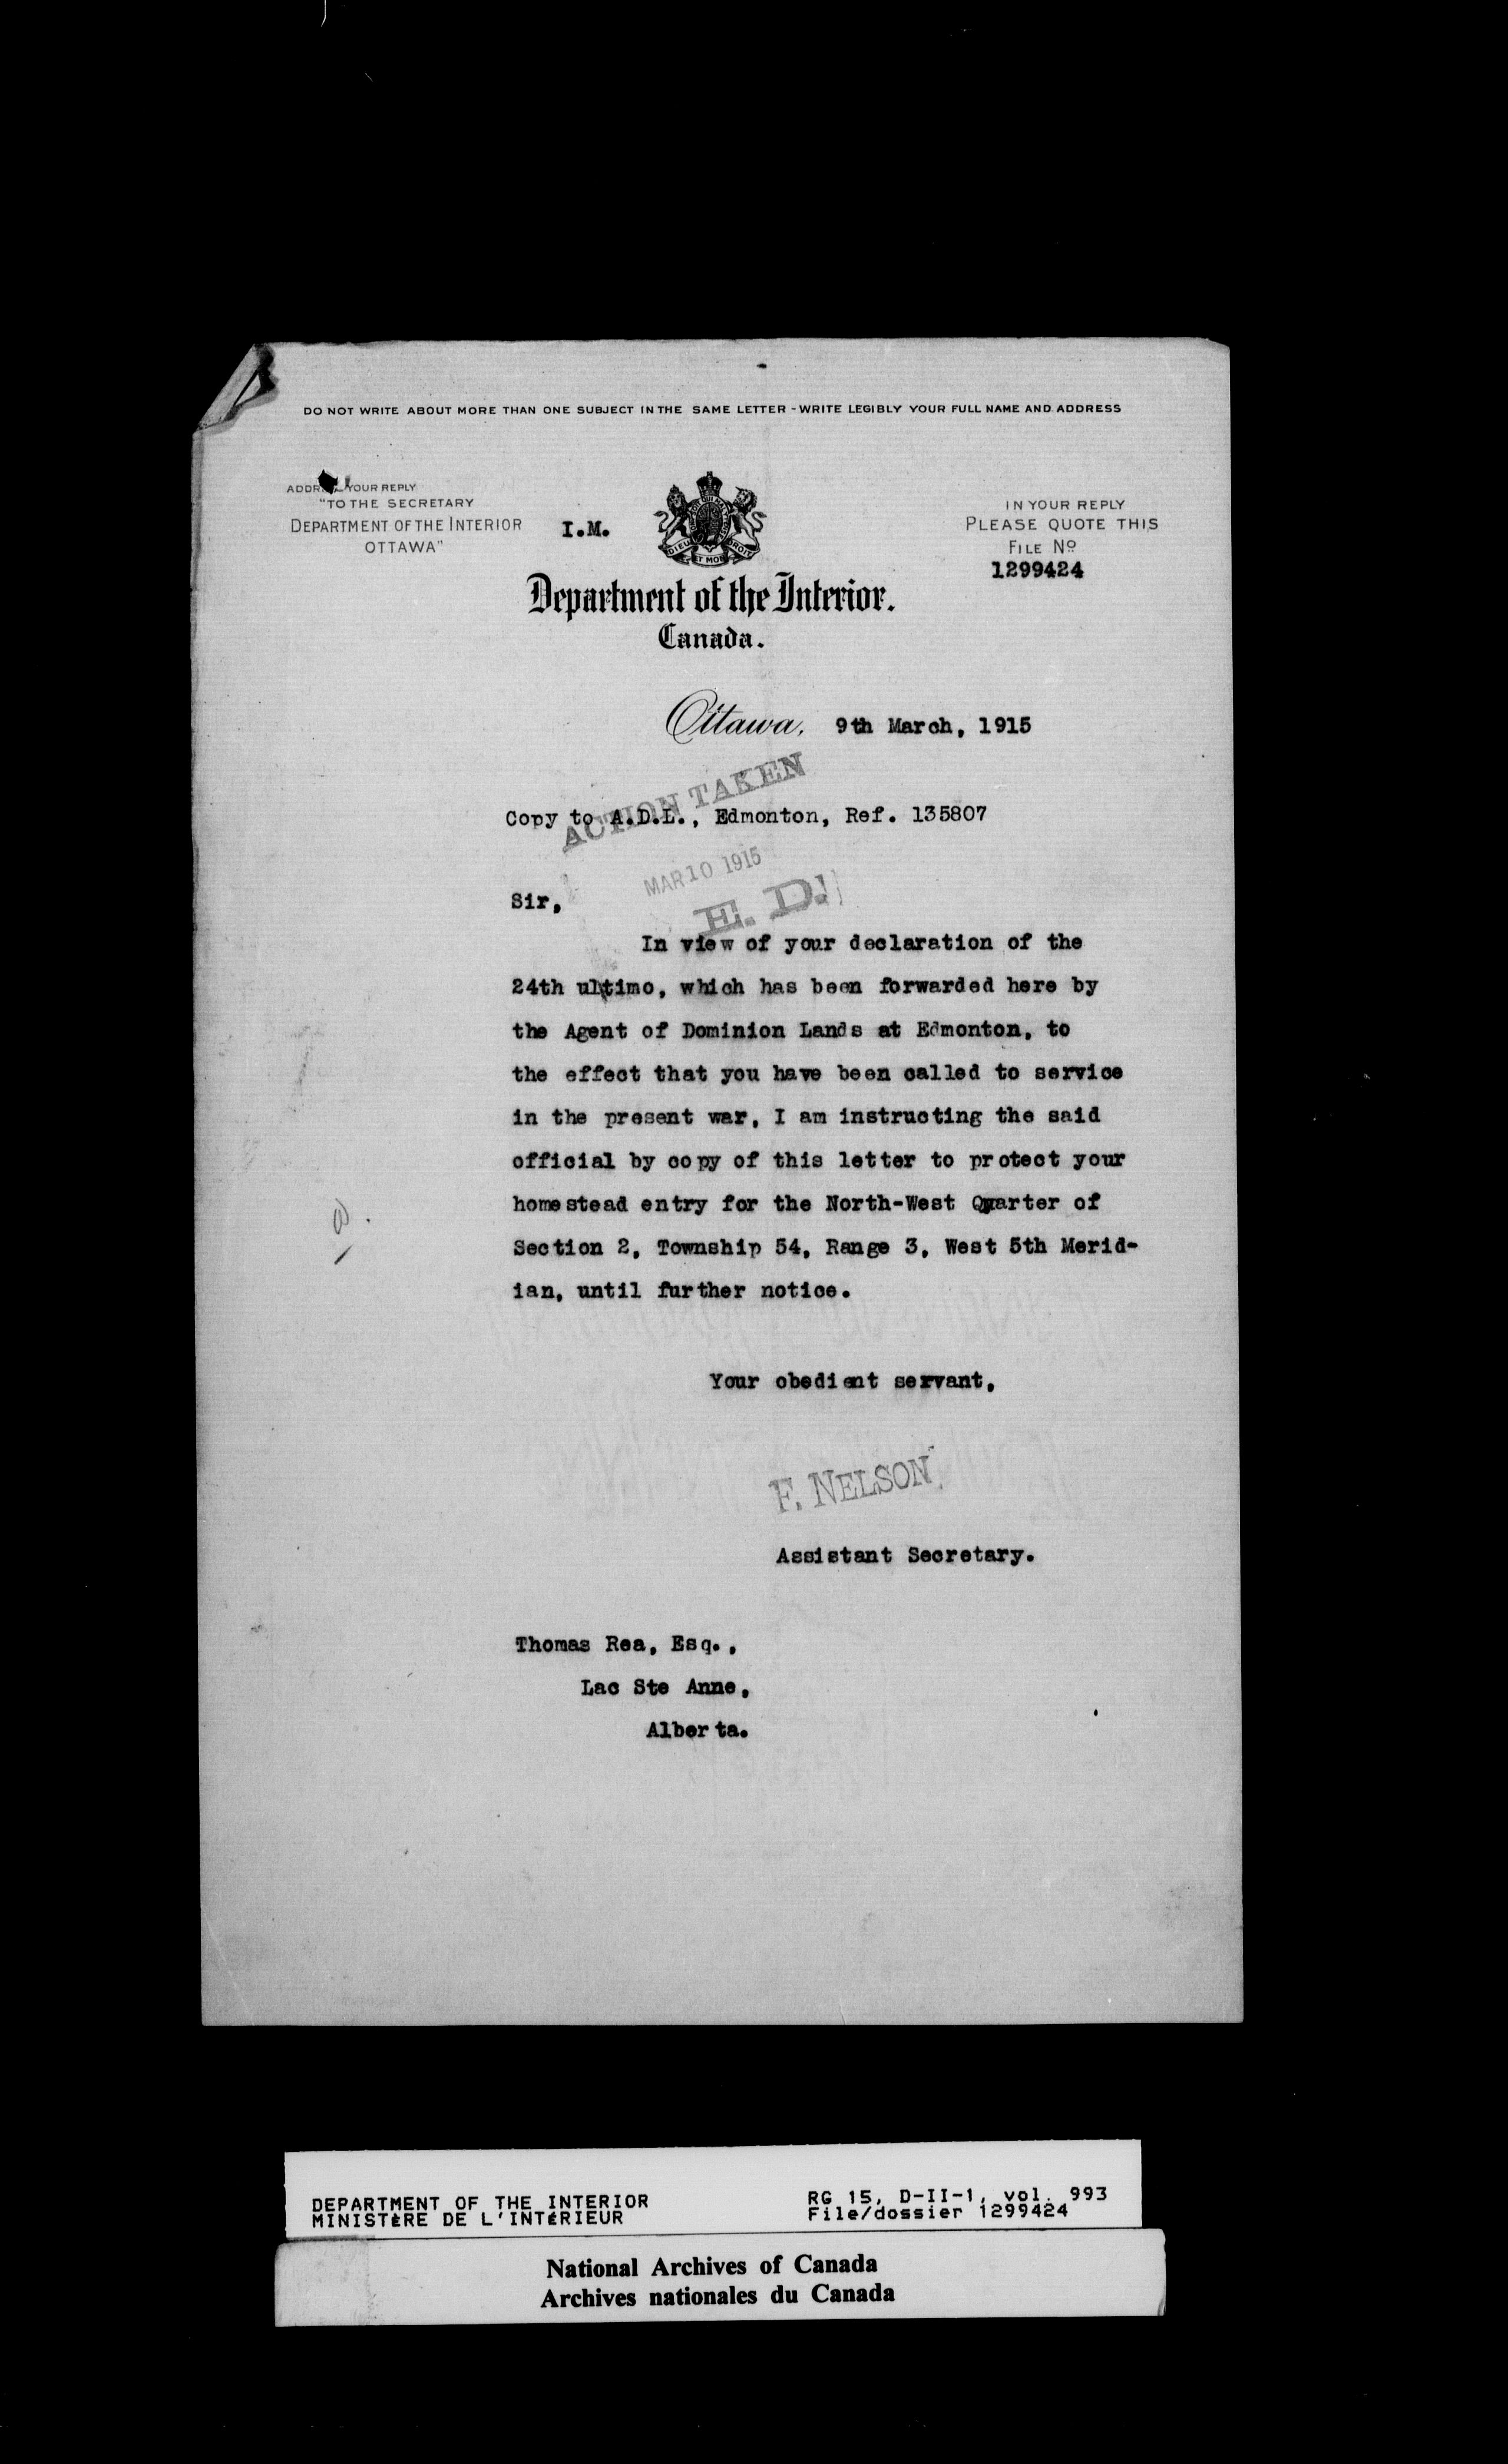 DO NOT WRITE ABOUT MORE THAN ONE SUBJECT IN THE SAME LETTER - WRITE LEGIBLY YOUR FULL NAME AND ADDRESS
YOUR REPLY
"TO THE SECRETARY
DEPARTMENT OF THE INTERIOR
OTTAWA"
I.M.
DIEU ET MON DROIT
IN YOUR REPLY
PLEASE QUOTE THIS
FILE No
1299424
Department of the Interior.
Canada.
Ottawa, 9th March, 1915
ACTION TAKEN
Copy to A.D.L., Edmonton, Ref. 135807
MAR 10 1915
E. D.
Sir,
In view of your declaration of the
24th ultimo, which has been forwarded here by
the Agent of Dominion Lands at Edmonton, to
the effect that you have been called to service
in the present war, I am instructing the said
official by copy of this letter to protect your
homestead entry for the North-West Quarter of
Section 2, Township 54, Range 3, West 5th Merid-
ian, until further notice.
Your obedient servant,
F. NELSON.
Assistant Secretary.
Thomas Rea, Esq.,
Lac Ste Anne,
Alberta.
DEPARTMENT OF THE INTERIOR
MINISTÈRE DE L'INTÉRIEUR
RG 15, D-II-1, vol. 993
File/dossier 1299424
National Archives of Canada
Archives nationales du Canada